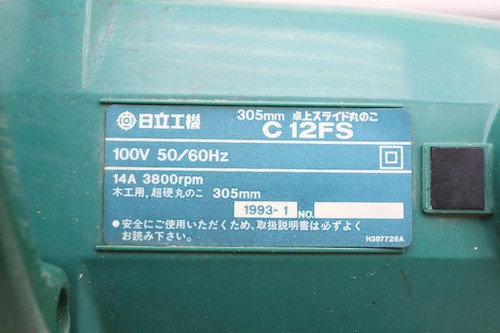 日立工機
305mm 卓上スライド丸のこ
C 12FS
100V 50/60Hz
14A 3800rpm
木工用, 超硬丸のこ 305mm
1993-1 NO.
●安全にご使用いただくため、取扱説明書は必ずよく
お読み下さい。
H387726A